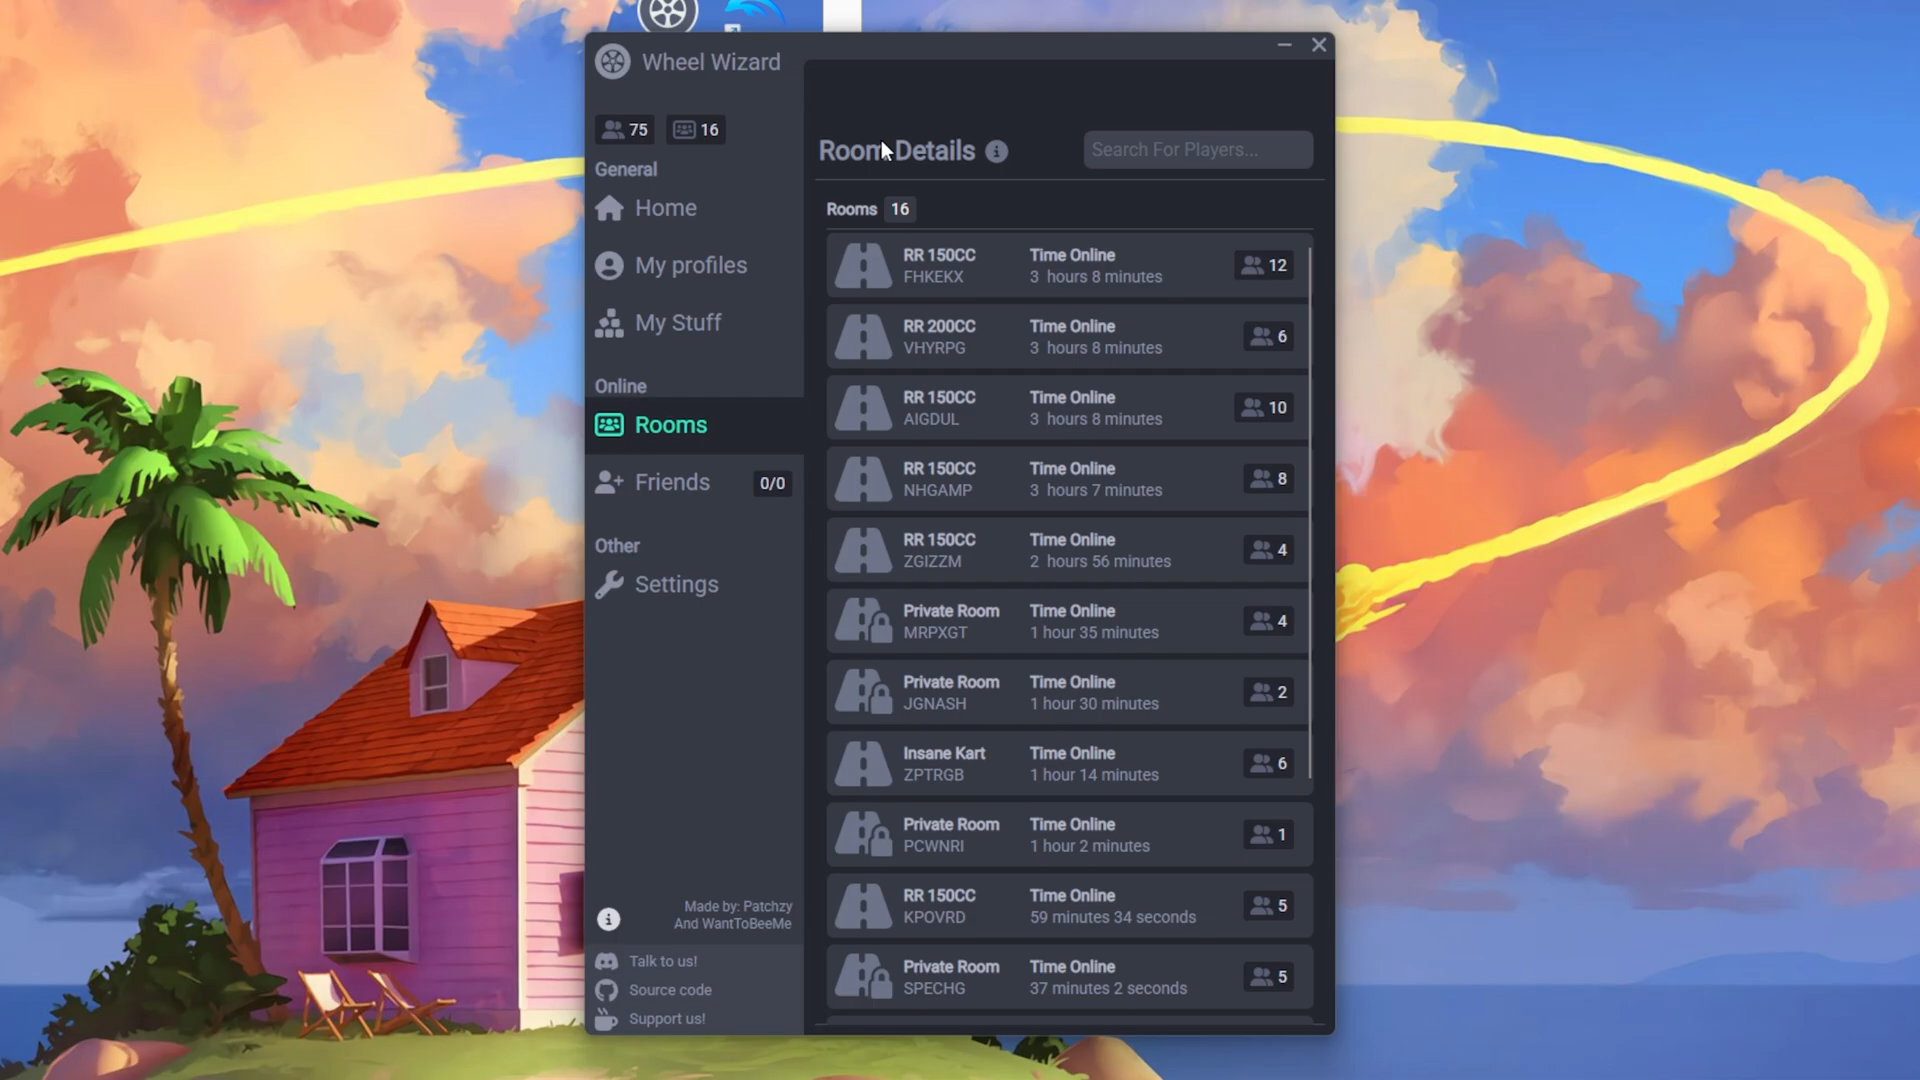 Wheel Wizard
75
16
General
Home
My profiles
My Stuff
Online
Rooms
Friends
0/0
Other
Settings
Made by: Patchzy
And WantToBeeMe
Talk to us!
Source code
Support us!
Room Details
Search For Players...
Rooms 16
RR 150CC Time Online 12
FHKEKX 3 hours 8 minutes
RR 200CC Time Online 6
VHYRPG 3 hours 8 minutes
RR 150CC Time Online 10
AIGDUL 3 hours 8 minutes
RR 150CC Time Online 8
NHGAMP 3 hours 7 minutes
RR 150CC Time Online 4
ZGIZZM 2 hours 56 minutes
Private Room Time Online 4
MRPXGT 1 hour 35 minutes
Private Room Time Online 2
JGNASH 1 hour 30 minutes
Insane Kart Time Online 6
ZPTRGB 1 hour 14 minutes
Private Room Time Online 1
PCWNRI 1 hour 2 minutes
RR 150CC Time Online 5
KPOVRD 59 minutes 34 seconds
Private Room Time Online 5
SPECHG 37 minutes 2 seconds